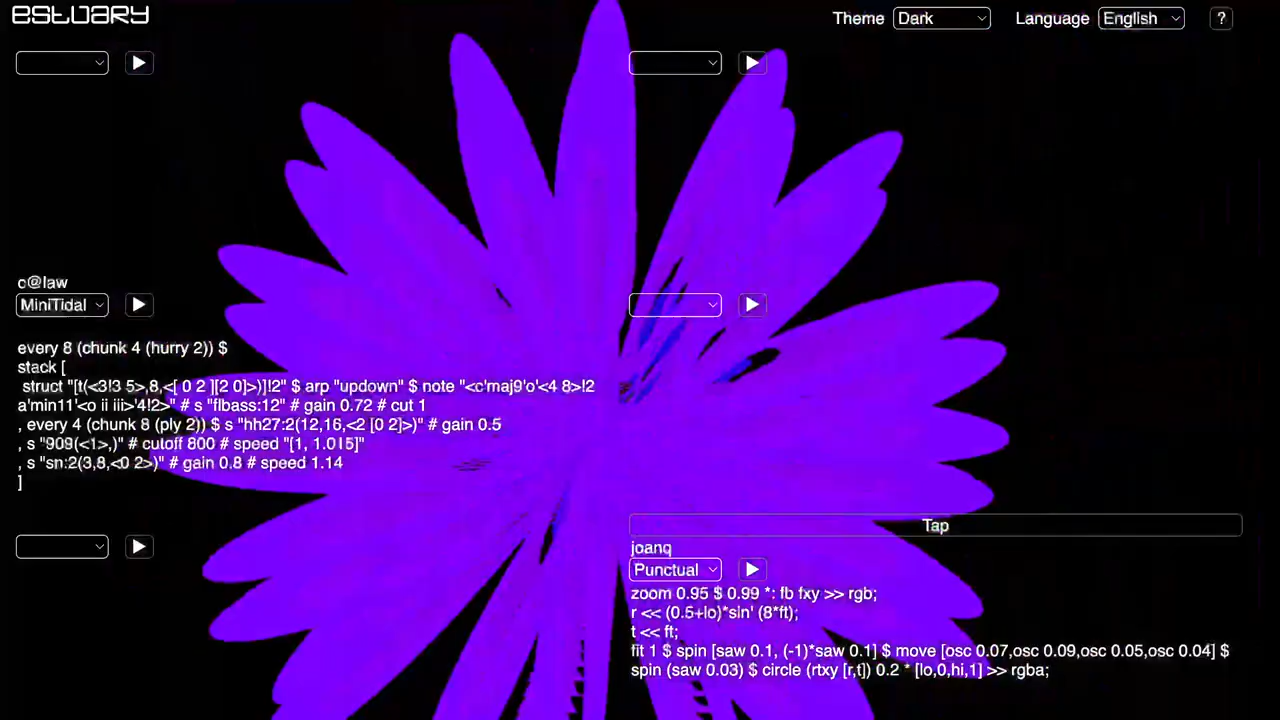 estuary
Theme Dark Language English ?
c@law
MiniTidal
every 8 (chunk 4 (hurry 2)) $
stack [
struct "[t(<3!3 5>,8,<[ 0 2 ][2 0]>)]!2" $ arp "updown" $ note "<c'maj9'o'<4 8>!2
a'min11'<o ii iii>'4!2>" # s "flbass:12" # gain 0.72 # cut 1
, every 4 (chunk 8 (ply 2)) $ s "hh27:2(12,16,<2 [0 2]>)" # gain 0.5
, s "909(<1>,)" # cutoff 800 # speed "[1, 1.015]"
, s "sn:2(3,8,<0 2>)" # gain 0.8 # speed 1.14
]
Tap
joanq
Punctual
zoom 0.95 $ 0.99 *: fb fxy >> rgb;
r << (0.5+lo)*sin' (8*ft);
t << ft;
fit 1 $ spin [saw 0.1, (-1)*saw 0.1] $ move [osc 0.07,osc 0.09,osc 0.05,osc 0.04] $
spin (saw 0.03) $ circle (rtxy [r,t]) 0.2 * [lo,0,hi,1] >> rgba;